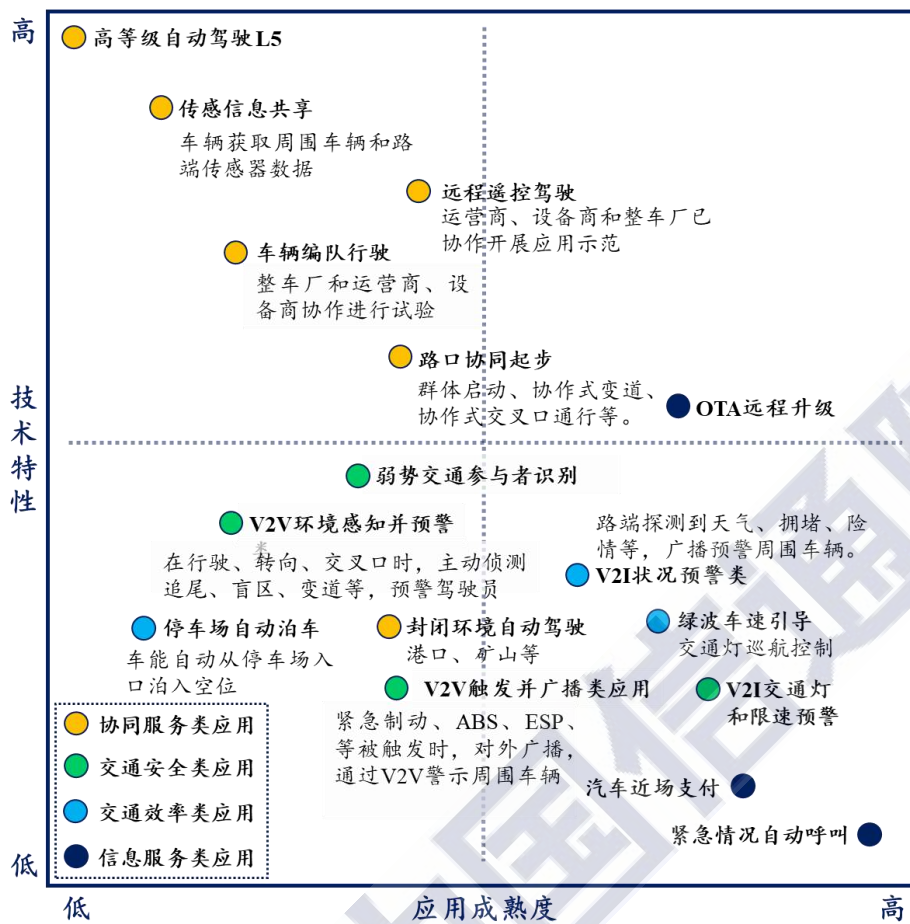 高
高等级自动驾驶L5
传感信息共享
车辆获取周围车辆和路
端传感器数据
远程遥控驾驶
运营商、设备商和整车厂已
协作开展应用示范
车辆编队行驶
整车厂和运营商、设
备商协作进行试验
路口协同起步
群体启动、协作式变道、
协作式交叉口通行等。
OTA远程升级
技术特性
弱势交通参与者识别
V2V环境感知并预警
在行驶、转向、交叉口时，主动侦测
追尾、盲区、变道等，预警驾驶员
路端探测到天气、拥堵、险
情等，广播预警周围车辆。
V2I状况预警类
停车场自动泊车
车能自动从停车场入
口泊入空位
封闭环境自动驾驶
港口、矿山等
绿波车速引导
交通灯巡航控制
V2V触发并广播类应用
紧急制动、ABS、ESP、
等被触发时，对外广播，
通过V2V警示周围车辆
V2I交通灯
和限速预警
汽车近场支付
紧急情况自动呼叫
协同服务类应用
交通安全类应用
交通效率类应用
信息服务类应用
低
低
应用成熟度
高
中国信通院